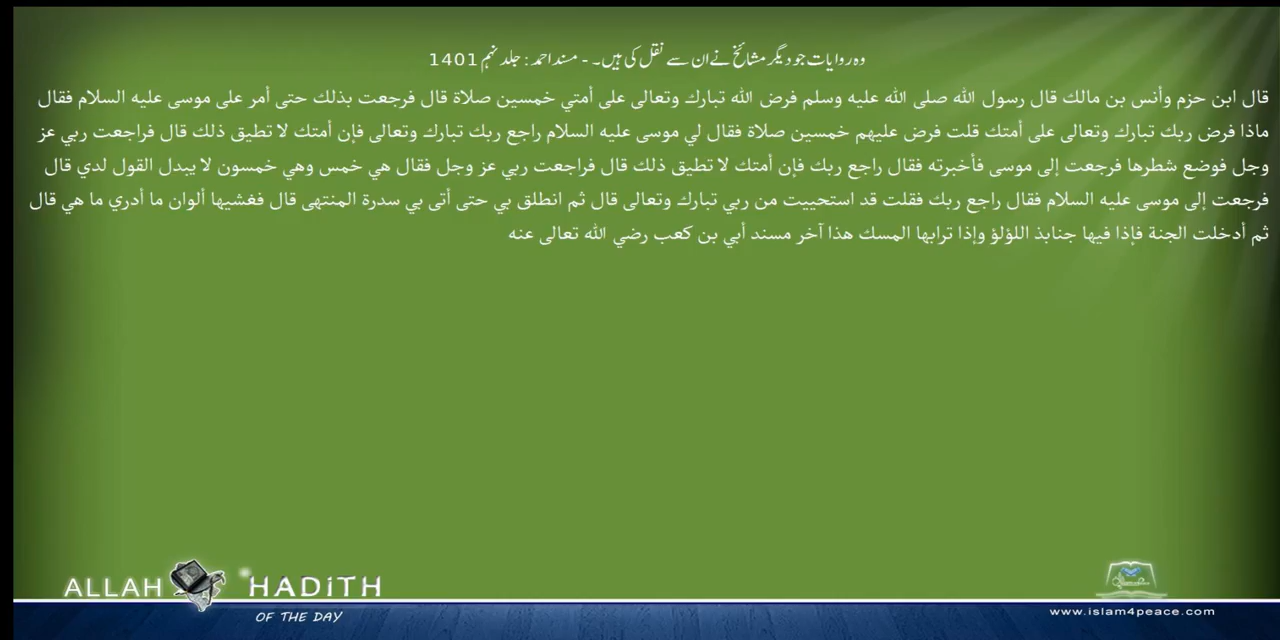 وہ روایات جو دیگر مشائخ نے ان سے نقل کی ہیں۔ - مسند احمد : جلد نہم 1401
قال ابن حزم وأنس بن مالك قال رسول الله صلى الله عليه وسلم فرض الله تبارك وتعالى على أمتي خمسين صلاة قال فرجعت بذلك حتى أمر على موسى عليه السلام فقال
ماذا فرض ربك تبارك وتعالى على أمتك قلت فرض عليهم خمسين صلاة فقال لي موسى عليه السلام راجع ربك تبارك وتعالى فإن أمتك لا تطيق ذلك قال فراجعت ربي عز
وجل فوضع شطرها فرجعت إلى موسى فأخبرته فقال راجع ربك فإن أمتك لا تطيق ذلك قال فراجعت ربي عز وجل فقال هي خمس وهي خمسون لا يبدل القول لدي قال
فرجعت إلى موسى عليه السلام فقال راجع ربك فقلت قد استحييت من ربي تبارك وتعالى قال ثم انطلق بي حتى أتى بي سدرة المنتهى قال فغشيها ألوان ما أدري ما هي قال
ثم أدخلت الجنة فإذا فيها جنابذ اللؤلؤ وإذا ترابها المسك هذا آخر مسند أبي بن كعب رضي الله تعالى عنه
ALLAH HADITH
OF THE DAY
www.islam4peace.com